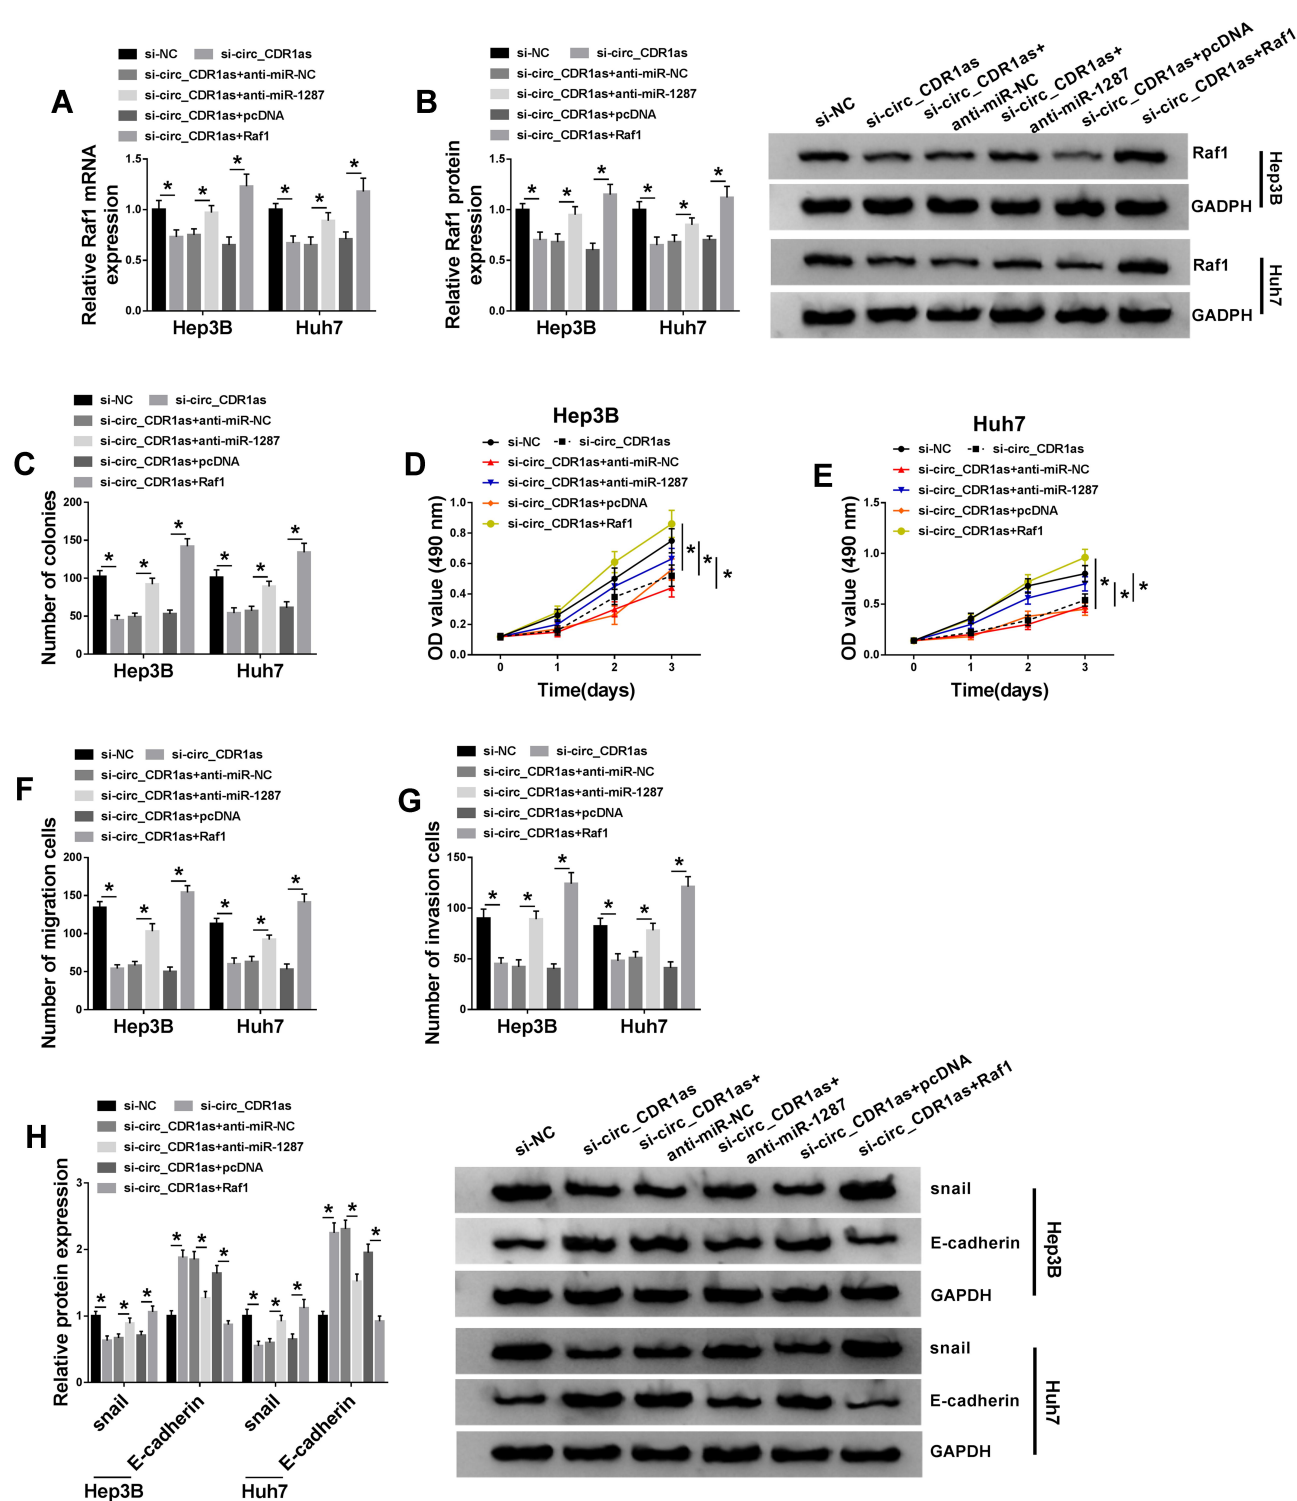 A
si-NC si-circ_CDR1as
si-circ_CDR1as+anti-miR-NC
si-circ_CDR1as+anti-miR-1287
si-circ_CDR1as+pcDNA
si-circ_CDR1as+Raf1
Relative Raf1 mRNA
expression
1.5
1.0
0.5
0.0
* * * * * *
Hep3B Huh7
B
si-NC si-circ_CDR1as
si-circ_CDR1as+anti-miR-NC
si-circ_CDR1as+anti-miR-1287
si-circ_CDR1as+pcDNA
si-circ_CDR1as+Raf1
Relative Raf1 protein
expression
1.5
1.0
0.5
0.0
* * * * * *
Hep3B Huh7
si-NC
si-circ_CDR1as
si-circ_CDR1as+
anti-miR-NC
si-circ_CDR1as+
anti-miR-1287
si-circ_CDR1as+pcDNA
si-circ_CDR1as+Raf1
Raf1
GADPH
Hep3B
Raf1
GADPH
Huh7
C
si-NC si-circ_CDR1as
si-circ_CDR1as+anti-miR-NC
si-circ_CDR1as+anti-miR-1287
si-circ_CDR1as+pcDNA
si-circ_CDR1as+Raf1
Number of colonies
200
150
100
50
0
* * * * * *
Hep3B Huh7
D
Hep3B
si-NC si-circ_CDR1as
si-circ_CDR1as+anti-miR-NC
si-circ_CDR1as+anti-miR-1287
si-circ_CDR1as+pcDNA
si-circ_CDR1as+Raf1
OD value (490 nm)
1.0
0.8
0.6
0.4
0.2
0.0
* * *
0 1 2 3
Time(days)
E
Huh7
si-NC si-circ_CDR1as
si-circ_CDR1as+anti-miR-NC
si-circ_CDR1as+anti-miR-1287
si-circ_CDR1as+pcDNA
si-circ_CDR1as+Raf1
OD value (490 nm)
1.5
1.0
0.5
0.0
* * *
0 1 2 3
Time(days)
F
si-NC si-circ_CDR1as
si-circ_CDR1as+anti-miR-NC
si-circ_CDR1as+anti-miR-1287
si-circ_CDR1as+pcDNA
si-circ_CDR1as+Raf1
Number of migration cells
200
150
100
50
0
* * * * * *
Hep3B Huh7
G
si-NC si-circ_CDR1as
si-circ_CDR1as+anti-miR-NC
si-circ_CDR1as+anti-miR-1287
si-circ_CDR1as+pcDNA
si-circ_CDR1as+Raf1
Number of invasion cells
150
100
50
0
* * * * * *
Hep3B Huh7
H
si-NC si-circ_CDR1as
si-circ_CDR1as+anti-miR-NC
si-circ_CDR1as+anti-miR-1287
si-circ_CDR1as+pcDNA
si-circ_CDR1as+Raf1
Relative protein expression
3
2
1
0
* * * * * * * * * * * *
snail E-cadherin snail E-cadherin
Hep3B Huh7
si-NC
si-circ_CDR1as
si-circ_CDR1as+
anti-miR-NC
si-circ_CDR1as+
anti-miR-1287
si-circ_CDR1as+pcDNA
si-circ_CDR1as+Raf1
snail
E-cadherin
GAPDH
Hep3B
snail
E-cadherin
GAPDH
Huh7